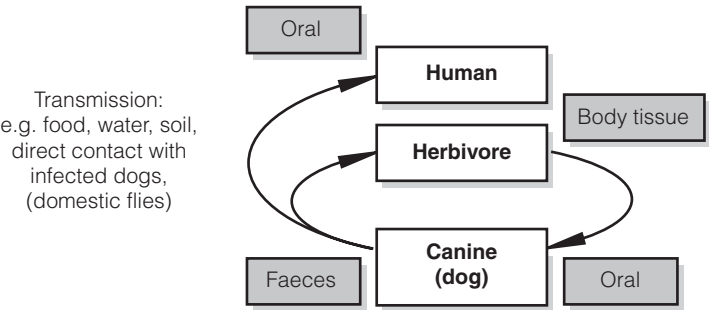 Oral
Human
Transmission:
e.g. food, water, soil,
direct contact with
infected dogs,
(domestic flies)
Body tissue
Herbivore
Canine
(dog)
Faeces
Oral